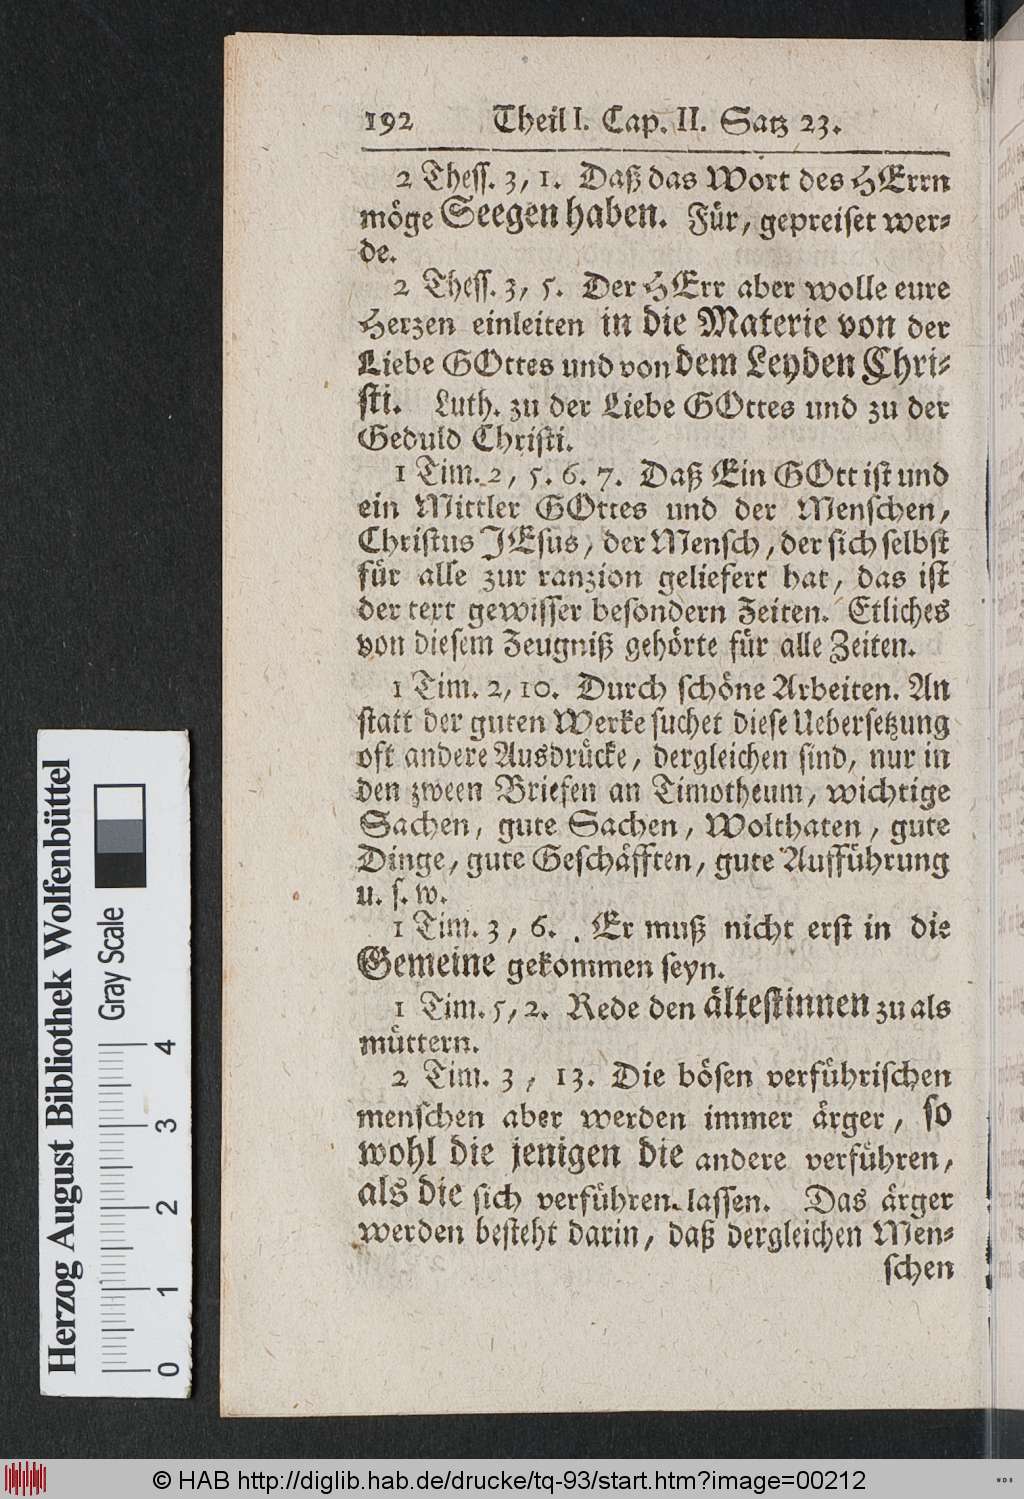 192 Theil I. Cap. II. Satz 23.
2 Thess. 3, 1. Daß das Wort des HErrn
möge Seegen haben. Für, gepreiset wer-
de.
2 Thess. 3, 5. Der HErr aber wolle eure
Herzen einleiten in die Materie von der
Liebe GOttes und von dem Leyden Chri-
sti. Luth. zu der Liebe GOttes und zu der
Geduld Christi.
1 Tim. 2, 5. 6. 7. Daß Ein GOtt ist und
ein Mittler GOttes und der Menschen,
Christus JEsus, der Mensch, der sich selbst
für alle zur ranzion geliefert hat, das ist
der text gewisser besondern Zeiten. Etliches
von diesem Zeugniß gehörte für alle Zeiten.
1 Tim. 2, 10. Durch schöne Arbeiten. An
statt der guten Werke suchet diese Uebersetzung
oft andere Ausdrücke, dergleichen sind, nur in
den zween Briefen an Timotheum, wichtige
Sachen, gute Sachen, Wolthaten, gute
Dinge, gute Geschäfften, gute Aufführung
u. s. w.
1 Tim. 3, 6. Er muß nicht erst in die
Gemeine gekommen seyn.
1 Tim. 5, 2. Rede den ältestinnen zu als
müttern.
2 Tim. 3, 13. Die bösen verführischen
menschen aber werden immer ärger, so
wohl die jenigen die andere verführen,
als die sich verführen lassen. Das ärger
werden besteht darin, daß dergleichen Men-
schen
Herzog August Bibliothek Wolfenbüttel
Gray Scale
0 1 2 3 4
© HAB http://diglib.hab.de/drucke/tq-93/start.htm?image=00212